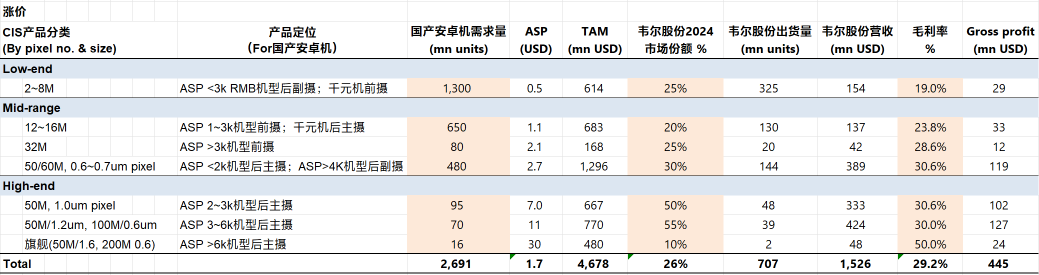 涨价
CIS产品分类 产品定位 国产安卓机需求量 ASP TAM 韦尔股份2024 韦尔股份出货量 韦尔股份营收 毛利率 Gross profit
(By pixel no. & size) （For国产安卓机） (mn units) (USD) (mn USD) 市场份额 % (mn units) (mn USD) % (mn USD)
Low-end
2~8M ASP <3k RMB机型后副摄；千元机前摄 1,300 0.5 614 25% 325 154 19.0% 29
Mid-range
12~16M ASP 1~3k机型前摄；千元机后主摄 650 1.1 683 20% 130 137 23.8% 33
32M ASP >3k机型前摄 80 2.1 168 25% 20 42 28.6% 12
50/60M, 0.6~0.7um pixel ASP <2k机型后主摄；ASP>4K机型后副摄 480 2.7 1,296 30% 144 389 30.6% 119
High-end
50M, 1.0um pixel ASP 2~3k机型后主摄 95 7.0 667 50% 48 333 30.6% 102
50M/1.2um, 100M/0.6um ASP 3~6k机型后主摄 70 11 770 55% 39 424 30.0% 127
旗舰(50M/1.6, 200M 0.6) ASP >6k机型后主摄 16 30 480 10% 2 48 50.0% 24
Total 2,691 1.7 4,678 26% 707 1,526 29.2% 445